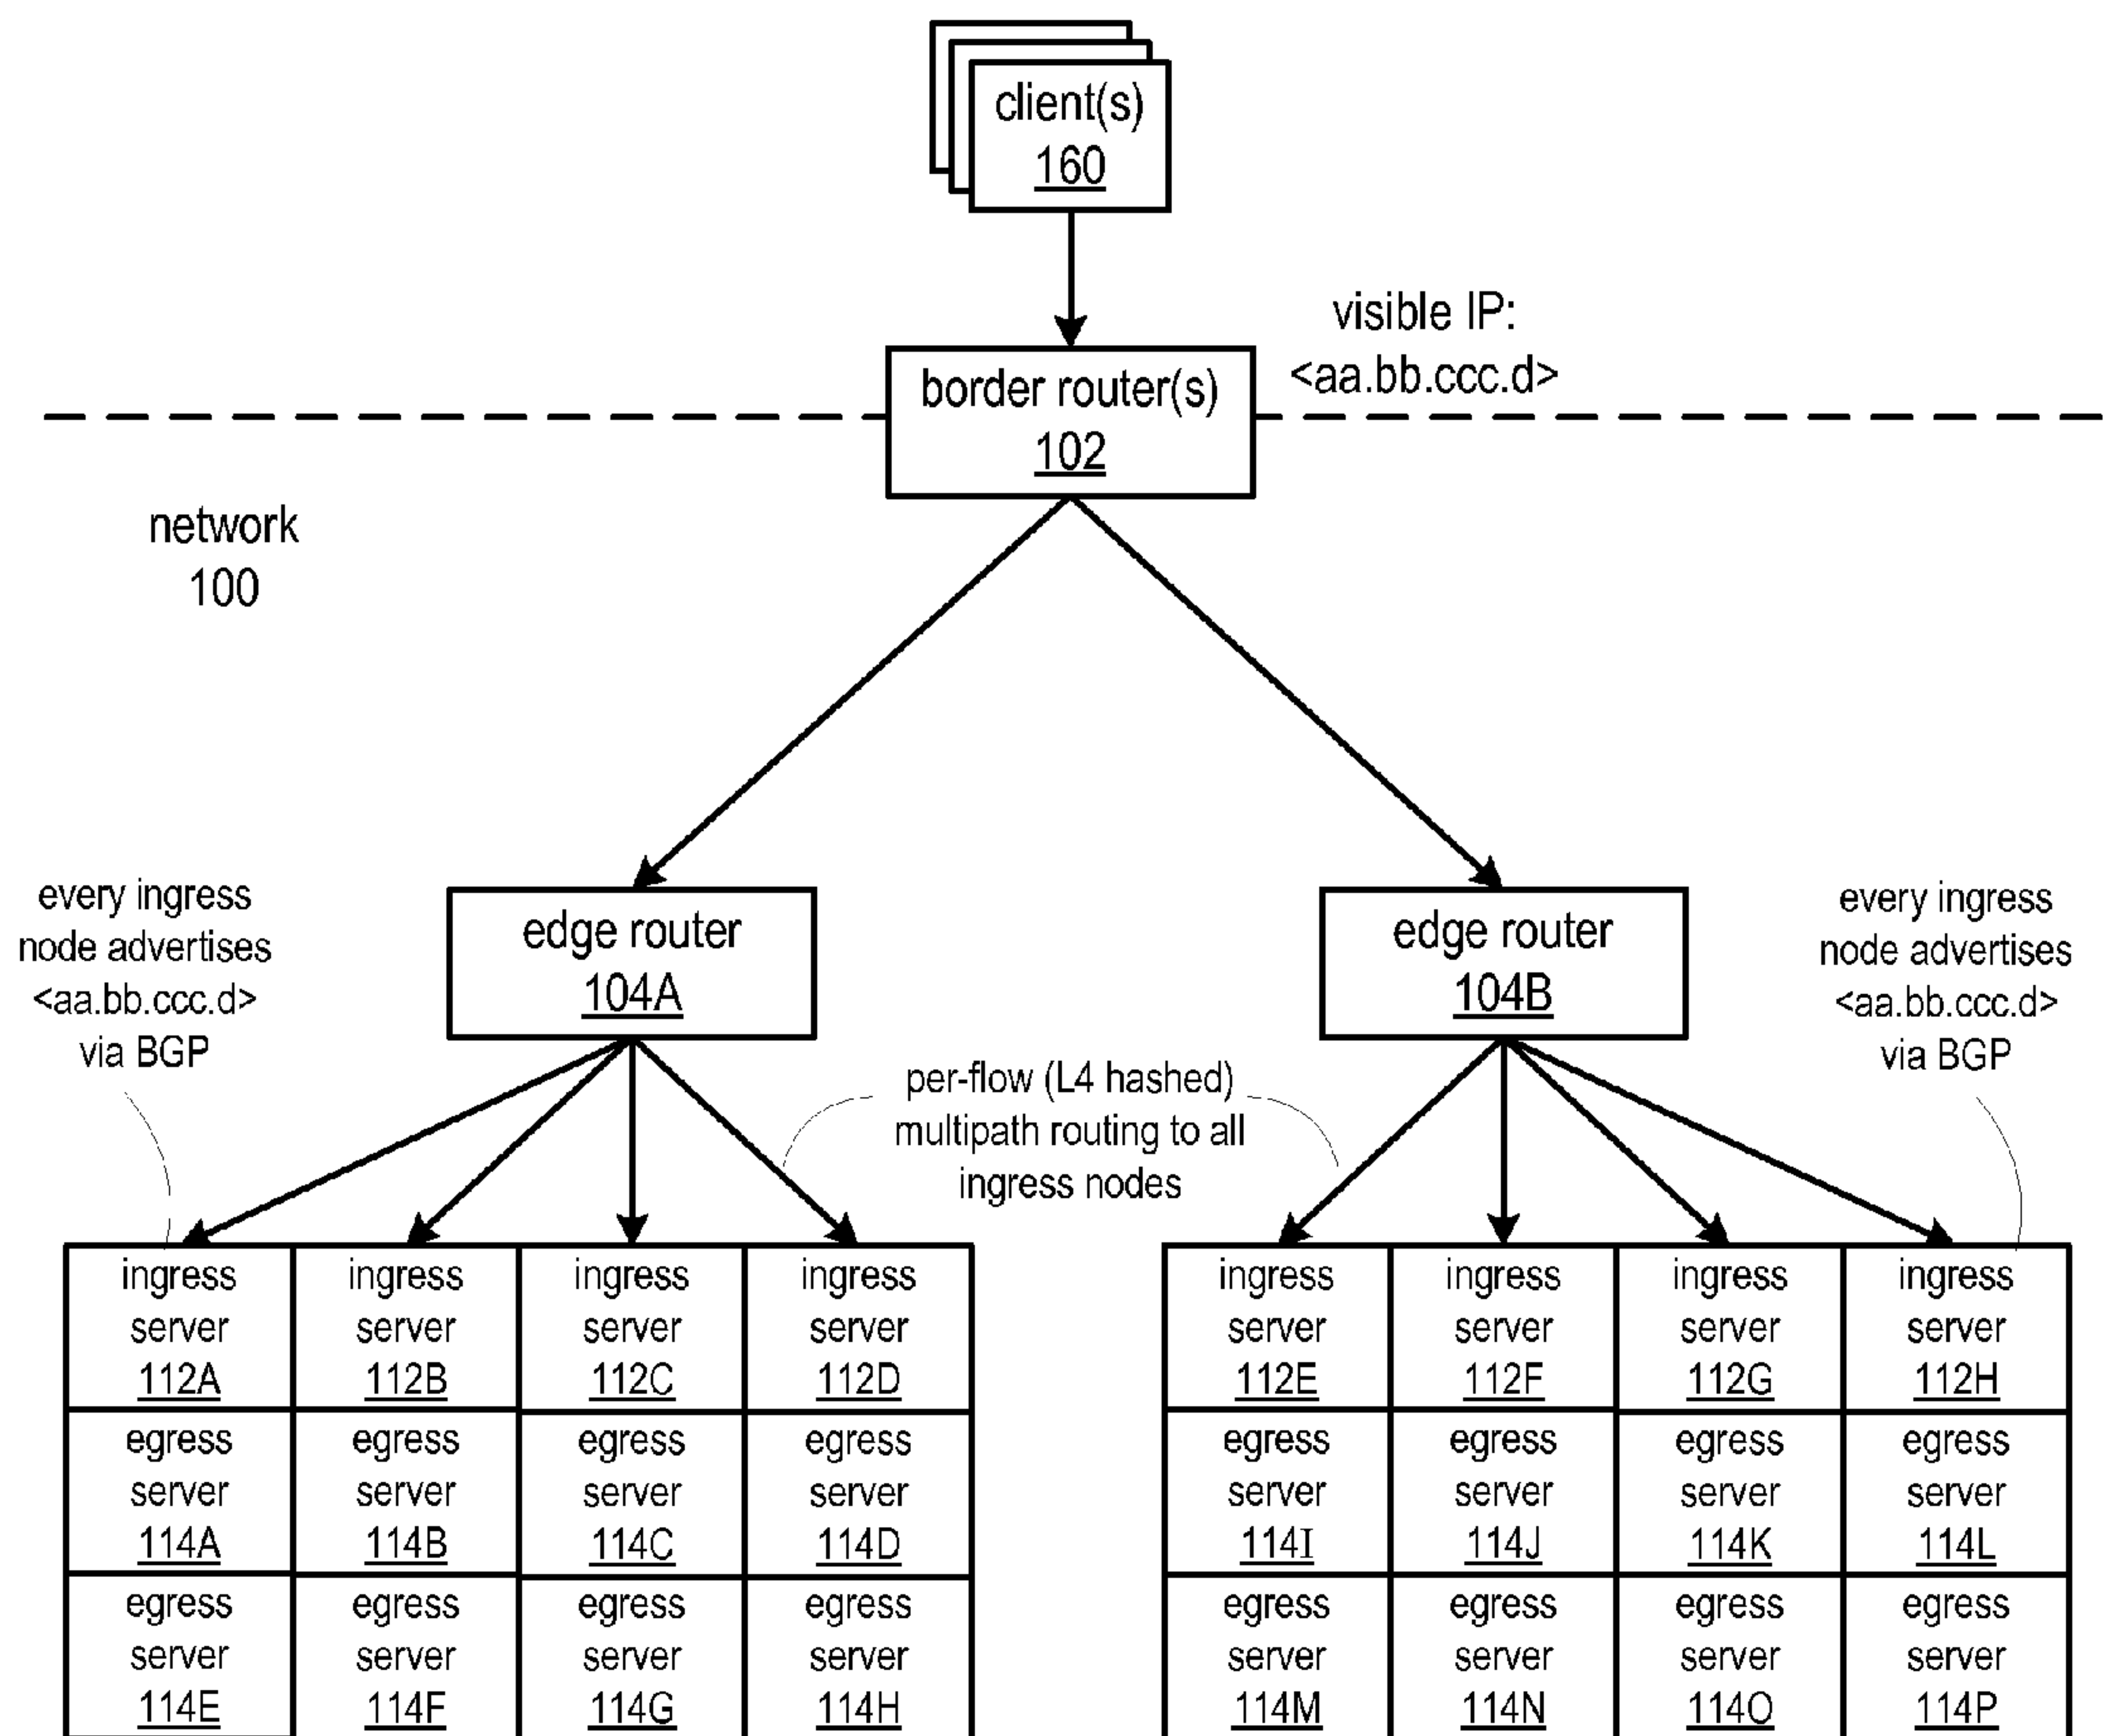 client(s)
160
visible IP:
<aa.bb.ccc.d>
border router(s)
102
network
100
every ingress
node advertises
<aa.bb.ccc.d>
via BGP
edge router
104A
edge router
104B
every ingress
node advertises
<aa.bb.ccc.d>
via BGP
per-flow (L4 hashed)
multipath routing to all
ingress nodes
ingress
server
112A
ingress
server
112B
ingress
server
112C
ingress
server
112D
ingress
server
112E
ingress
server
112F
ingress
server
112G
ingress
server
112H
egress
server
114A
egress
server
114B
egress
server
114C
egress
server
114D
egress
server
114I
egress
server
114J
egress
server
114K
egress
server
114L
egress
server
114E
egress
server
114F
egress
server
114G
egress
server
114H
egress
server
114M
egress
server
114N
egress
server
114O
egress
server
114P